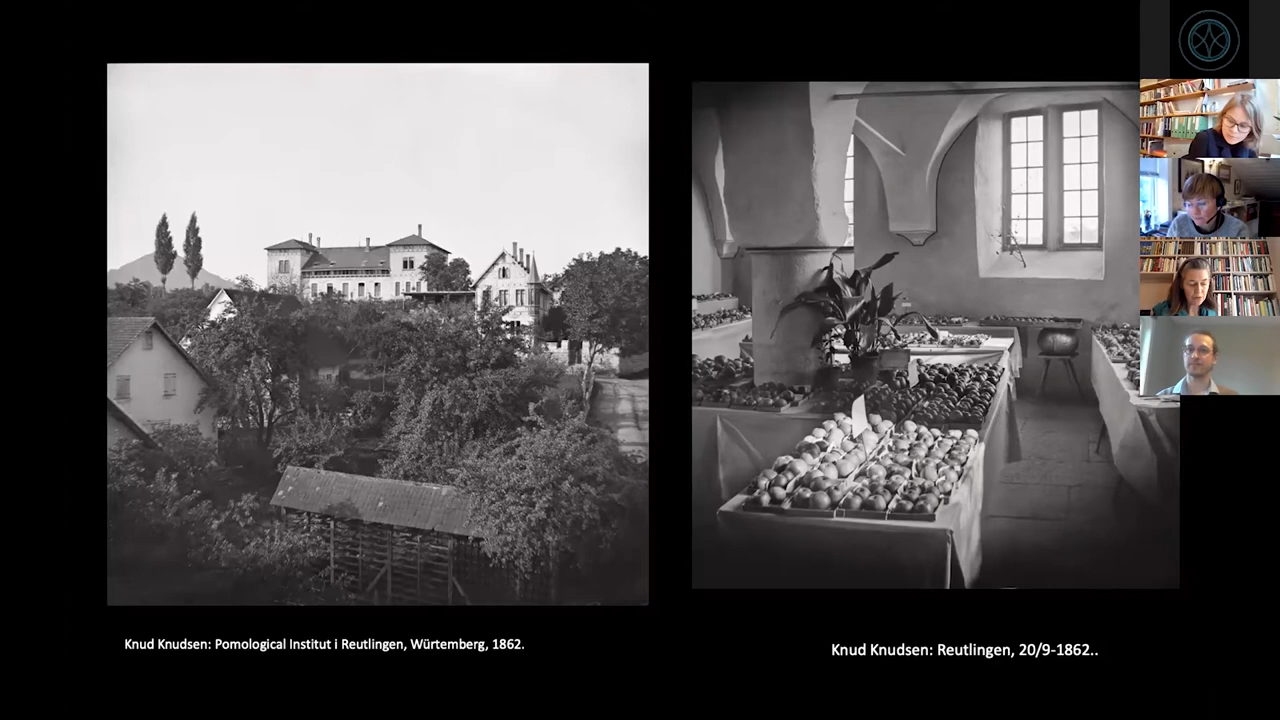 Knud Knudsen: Pomological Institut i Reutlingen, Würtemberg, 1862.
Knud Knudsen: Reutlingen, 20/9-1862..